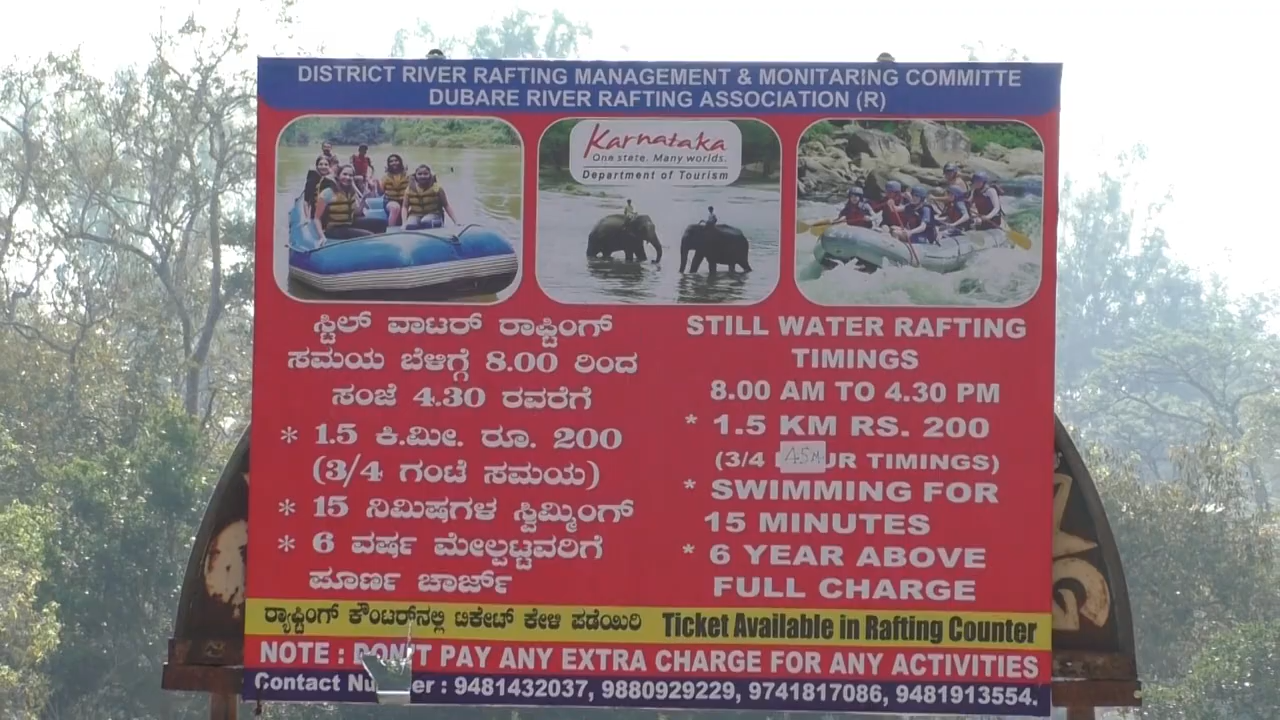 DISTRICT RIVER RAFTING MANAGEMENT & MONITARING COMMITTE
DUBARE RIVER RAFTING ASSOCIATION (R)
Karnataka
One state. Many worlds.
Department of Tourism
ಸ್ಟಿಲ್ ವಾಟರ್ ರಾಫ್ಟಿಂಗ್
ಸಮಯ ಬೆಳಿಗ್ಗೆ 8.00 ರಿಂದ
ಸಂಜೆ 4.30 ರವರೆಗೆ
* 1.5 ಕಿ.ಮೀ. ರೂ. 200
(3/4 ಗಂಟೆ ಸಮಯ)
* 15 ನಿಮಿಷಗಳ ಸ್ವಿಮ್ಮಿಂಗ್
* 6 ವರ್ಷ ಮೇಲ್ಪಟ್ಟವರಿಗೆ
ಪೂರ್ಣ ಚಾರ್ಜ್
STILL WATER RAFTING
TIMINGS
8.00 AM TO 4.30 PM
* 1.5 KM RS. 200
(3/4 TIMINGS)
* SWIMMING FOR
15 MINUTES
* 6 YEAR ABOVE
FULL CHARGE
ರ‍್ಯಾಫ್ಟಿಂಗ್ ಕೌಂಟರ್‌ನಲ್ಲಿ ಟಿಕೇಟ್ ಕೇಳಿ ಪಡೆಯಿರಿ Ticket Available in Rafting Counter
NOTE : DON'T PAY ANY EXTRA CHARGE FOR ANY ACTIVITIES
Contact : 9481432037, 9880929229, 9741817086, 9481913554.